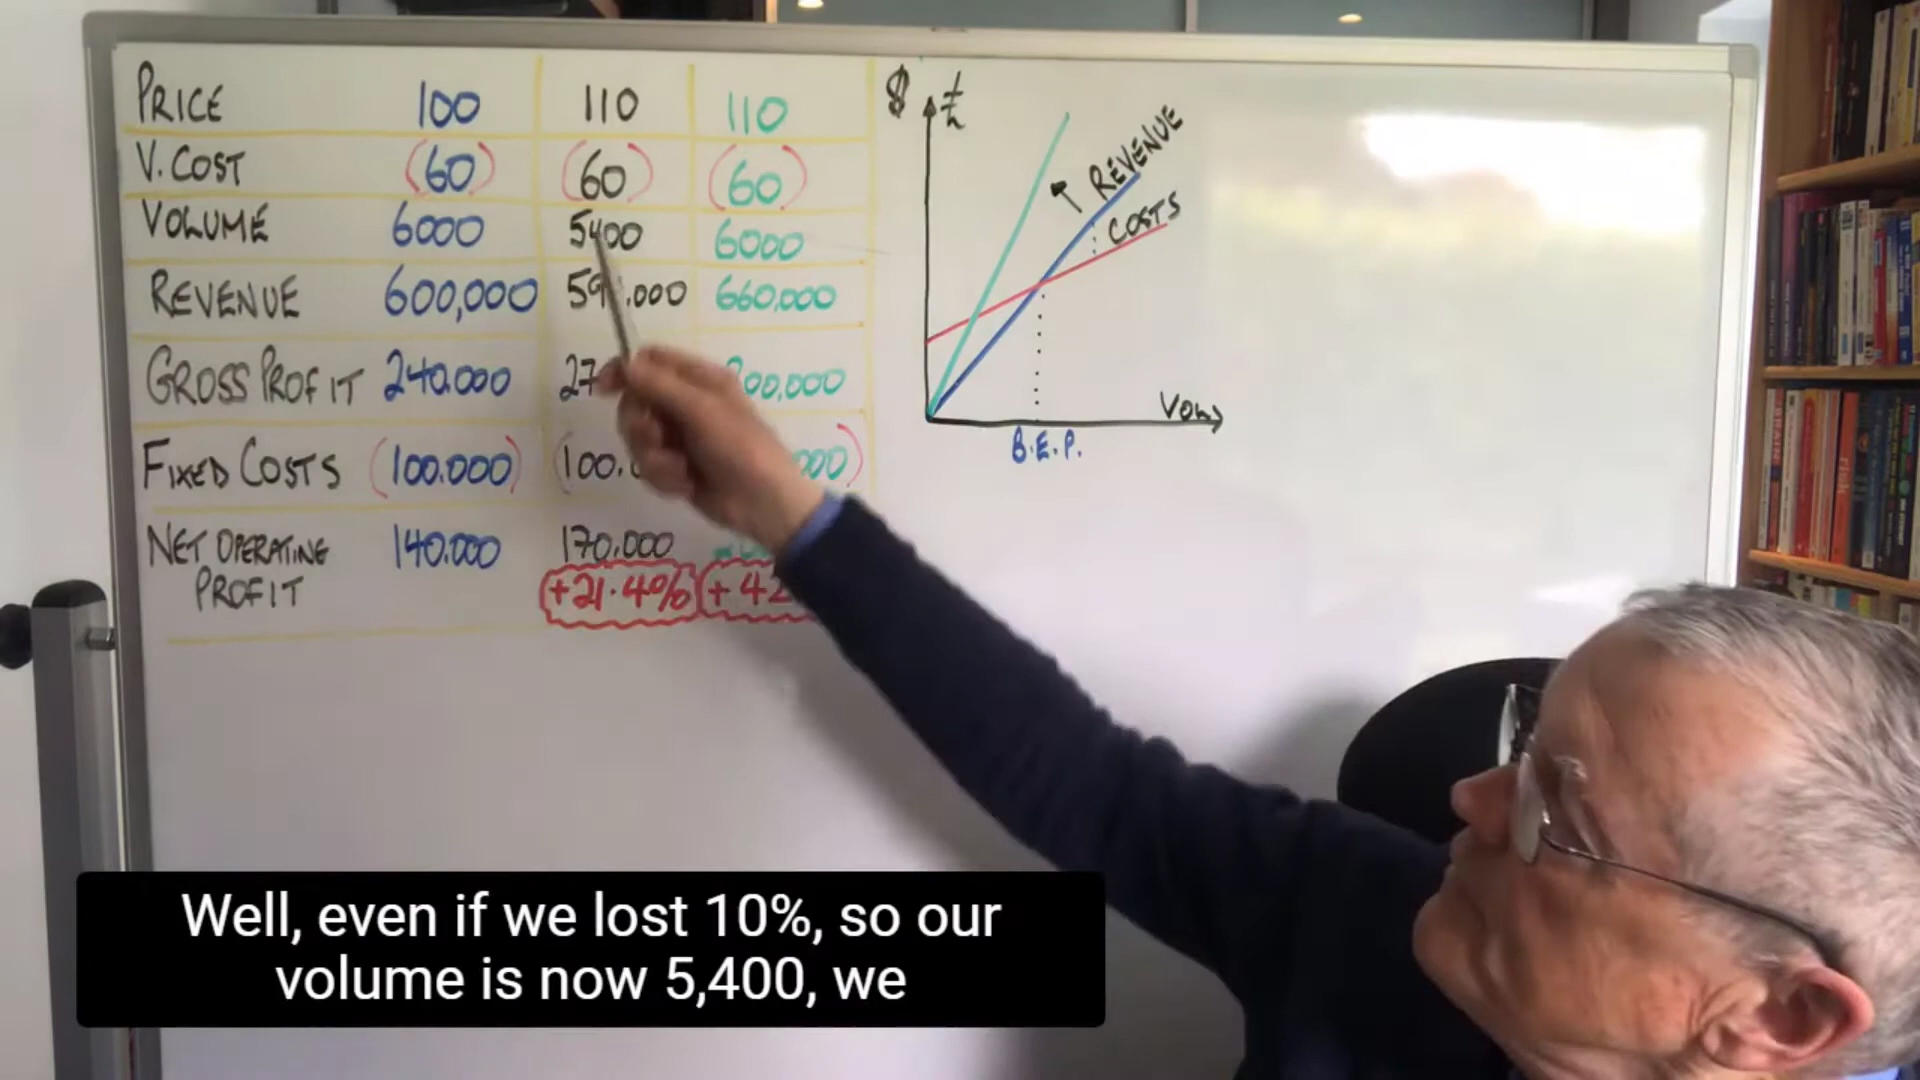 PRICE 100 110 110
V.COST (60) (60) (60)
VOLUME 6000 5400 6000
REVENUE 600,000 660.000
GROSS PROFIT 240.000
FIXED COSTS (100.000)
NET OPERATING 140.000 170.000
PROFIT +21.4%
$ £
REVENUE
COSTS
VOL
B.E.P.
Well, even if we lost 10%, so our
volume is now 5,400, we